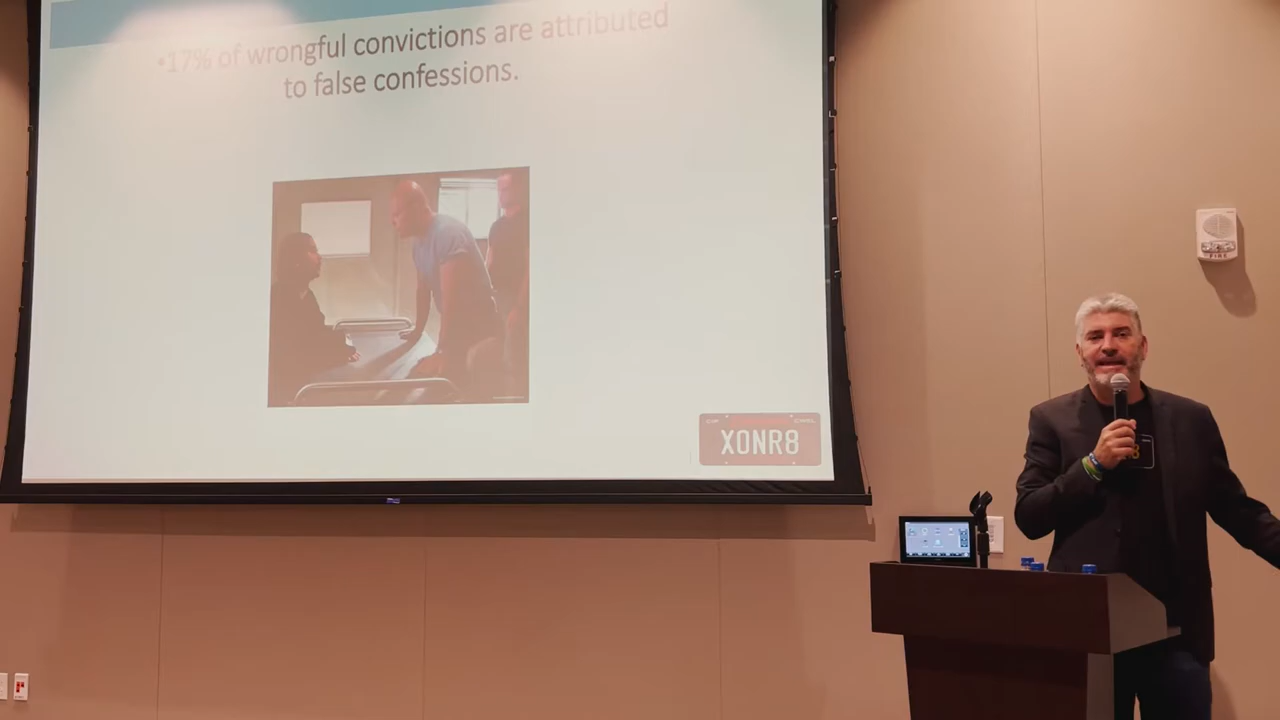 •17% of wrongful convictions are attributed
to false confessions.
XONR8
FIRE